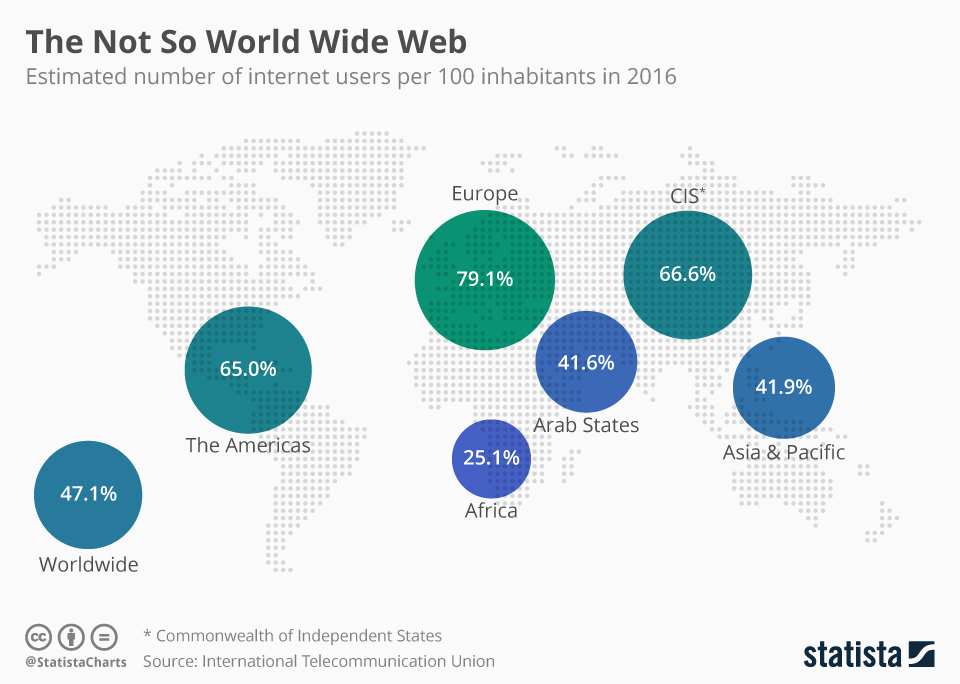 The Not So World Wide Web
Estimated number of internet users per 100 inhabitants in 2016
Europe
79.1%
CIS*
66.6%
65.0%
The Americas
41.6%
Arab States
41.9%
Asia & Pacific
25.1%
Africa
47.1%
Worldwide
cc
@StatistaCharts
* Commonwealth of Independent States
Source: International Telecommunication Union
statista